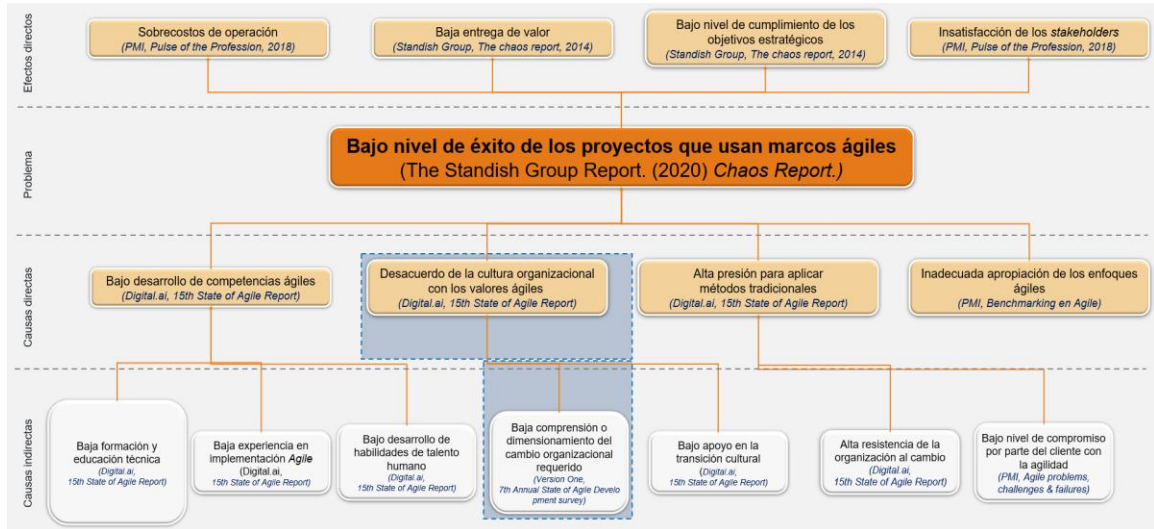 Efectos directos
Sobrecostos de operación
(PMI, Pulse of the Profession, 2018)
Baja entrega de valor
(Standish Group, The chaos report, 2014)
Bajo nivel de cumplimiento de los
objetivos estratégicos
(Standish Group, The chaos report, 2014)
Insatisfacción de los stakeholders
(PMI, Pulse of the Profession, 2018)
Problema
Bajo nivel de éxito de los proyectos que usan marcos ágiles
(The Standish Group Report. (2020) Chaos Report.)
Causas directas
Bajo desarrollo de competencias ágiles
(Digital.ai, 15th State of Agile Report)
Desacuerdo de la cultura organizacional
con los valores ágiles
(Digital.ai, 15th State of Agile Report)
Alta presión para aplicar
métodos tradicionales
(Digital.ai, 15th State of Agile Report)
Inadecuada apropiación de los enfoques
ágiles
(PMI, Benchmarking en Agile)
Causas indirectas
Baja formación y
educación técnica
(Digital.ai,
15th State of Agile Report)
Baja experiencia en
implementación Agile
(Digital.ai,
15th State of Agile Report)
Bajo desarrollo de
habilidades de talento
humano
(Digital.ai,
15th State of Agile Report)
Baja comprensión o
dimensionamiento del
cambio organizacional
requerido
(Version One,
7th Annual State of Agile Develo
pment survey)
Bajo apoyo en la
transición cultural
(Digital.ai,
15th State of Agile Report)
Alta resistencia de la
organización al cambio
(Digital.ai,
15th State of Agile Report)
Bajo nivel de compromiso
por parte del cliente con
la agilidad
(PMI, Agile problems,
challenges & failures)